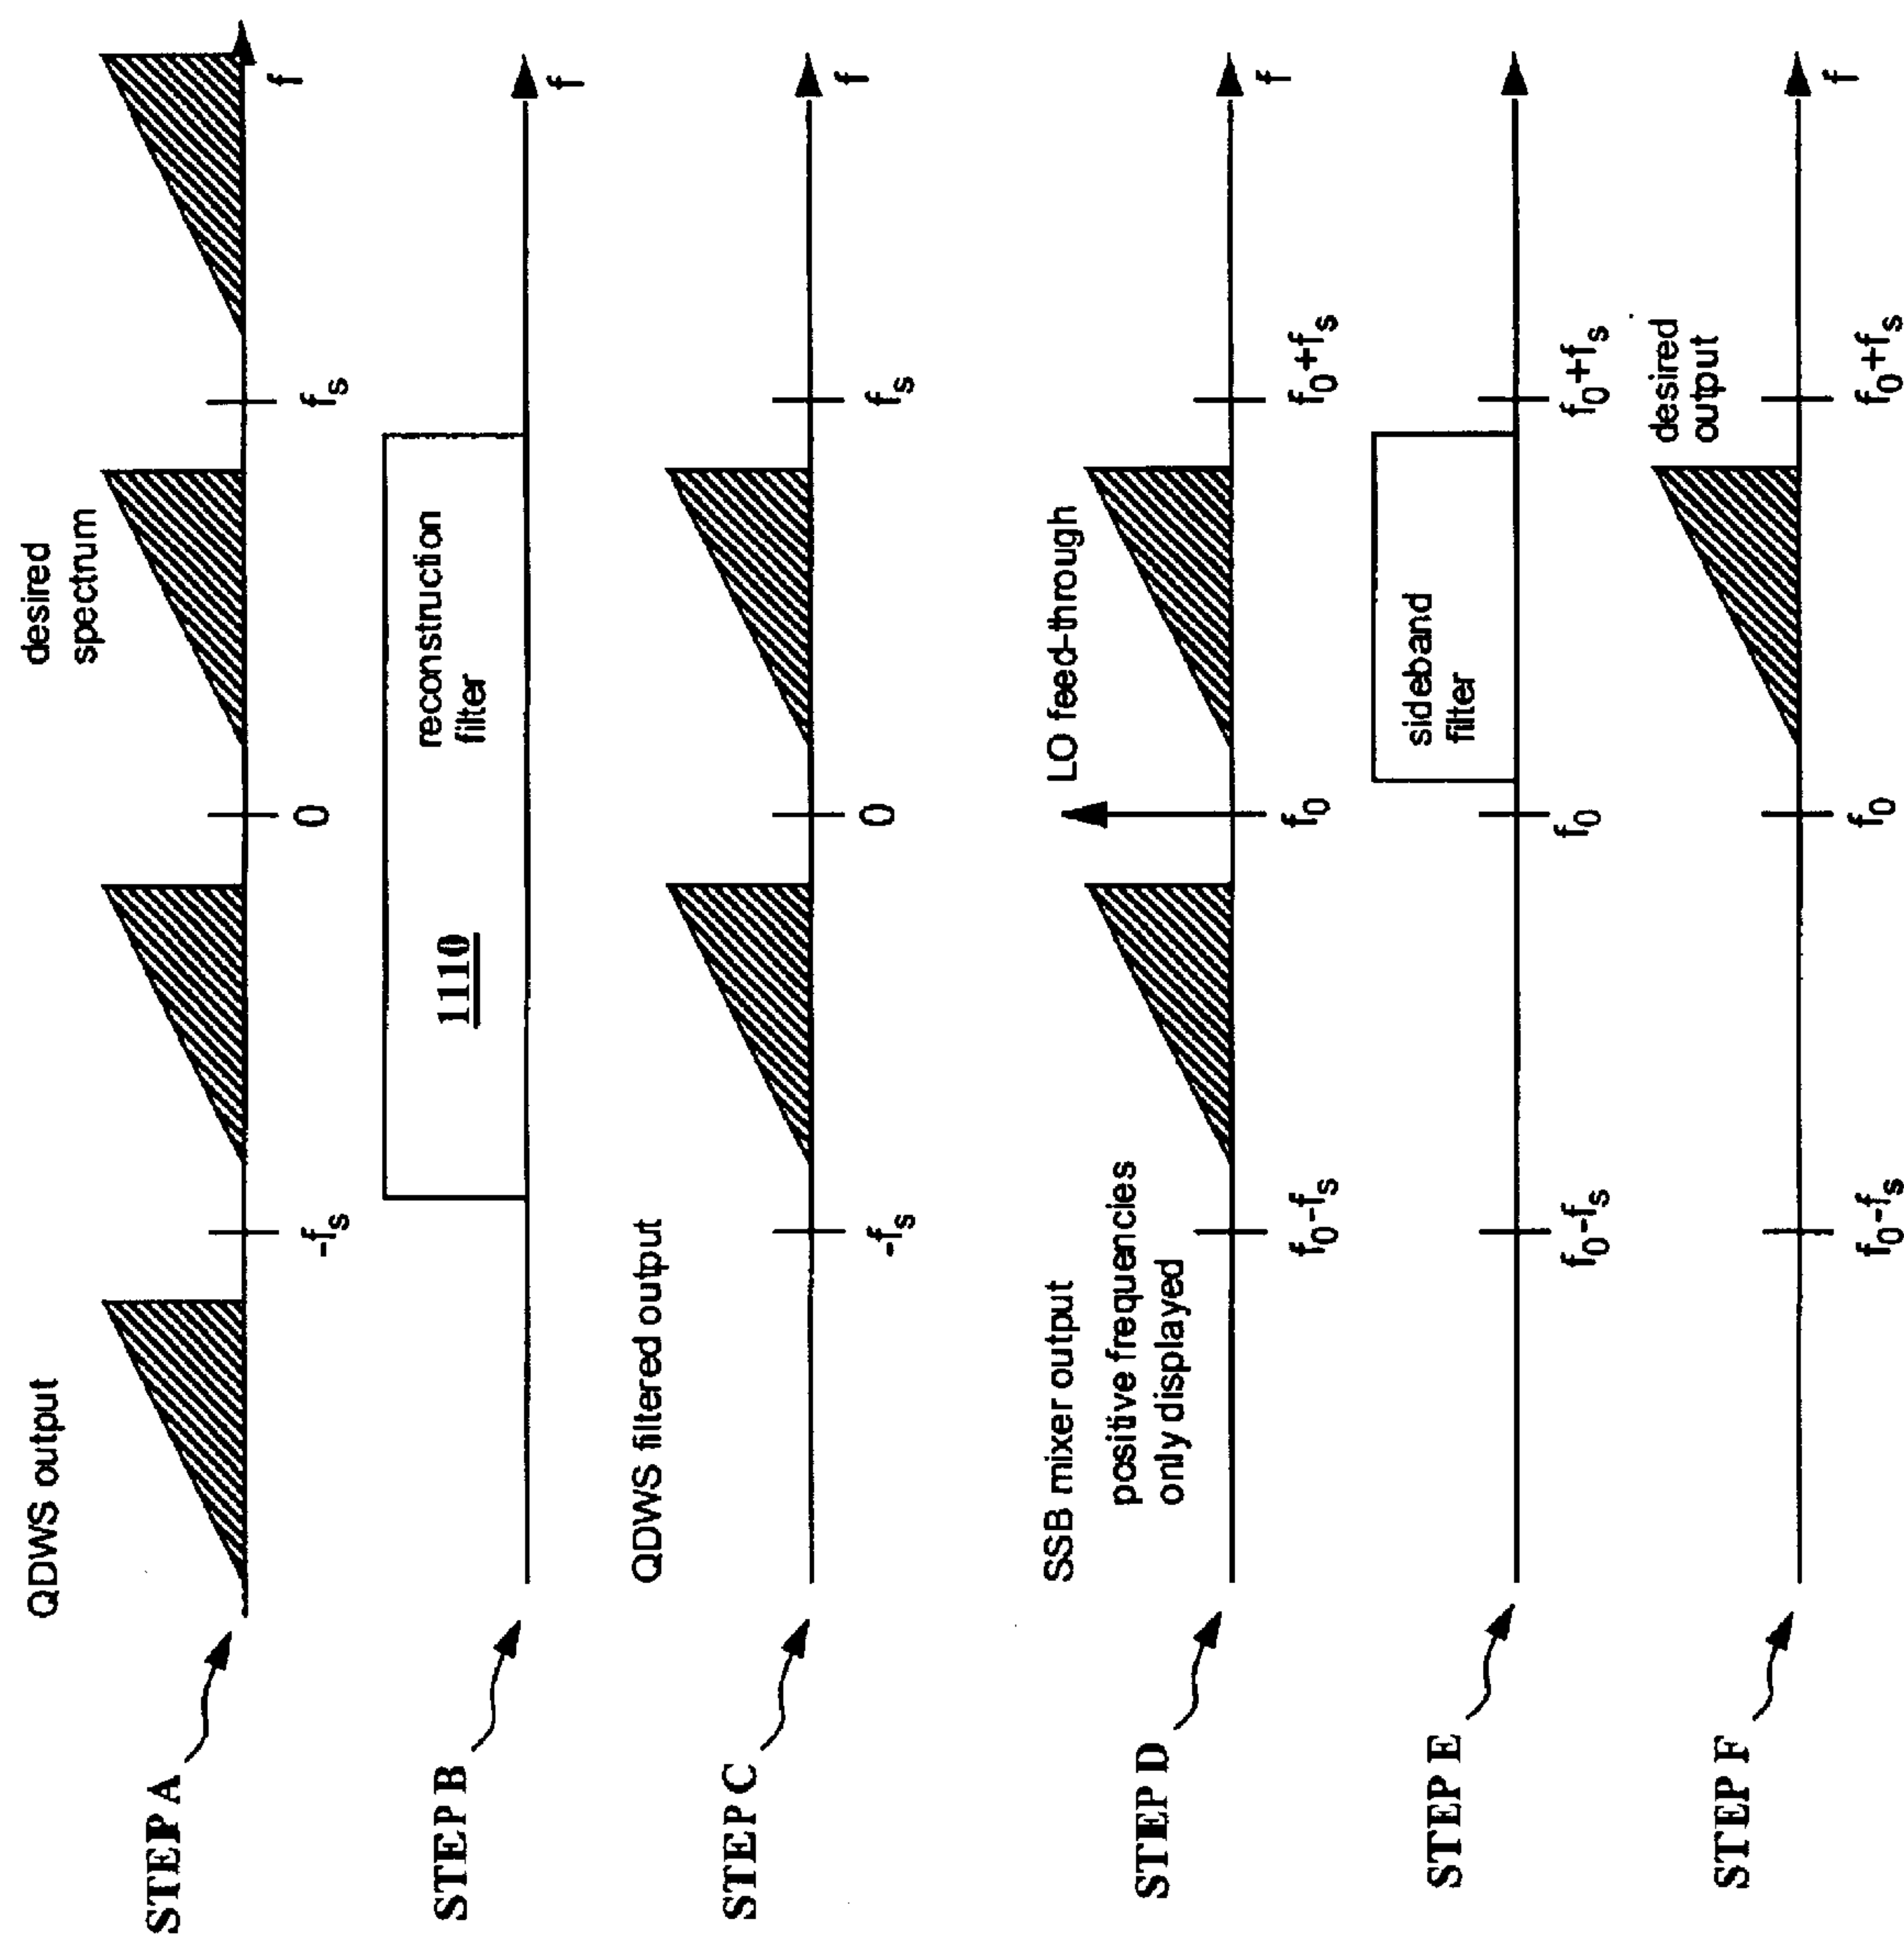 QDWS output
desired
spectrum
STEP A
-fs
0
fs
f
reconstruction
filter
1110
STEP B
f
QDWS filtered output
STEP C
-fs
0
fs
f
SSB mixer output
positive frequencies
only displayed
LO feed-through
STEP D
f0-fs
f0
f0+fs
f
sideband
filter
STEP E
f0-fs
f0
f0+fs
desired
output
STEP F
f0-fs
f0
f0+fs
f